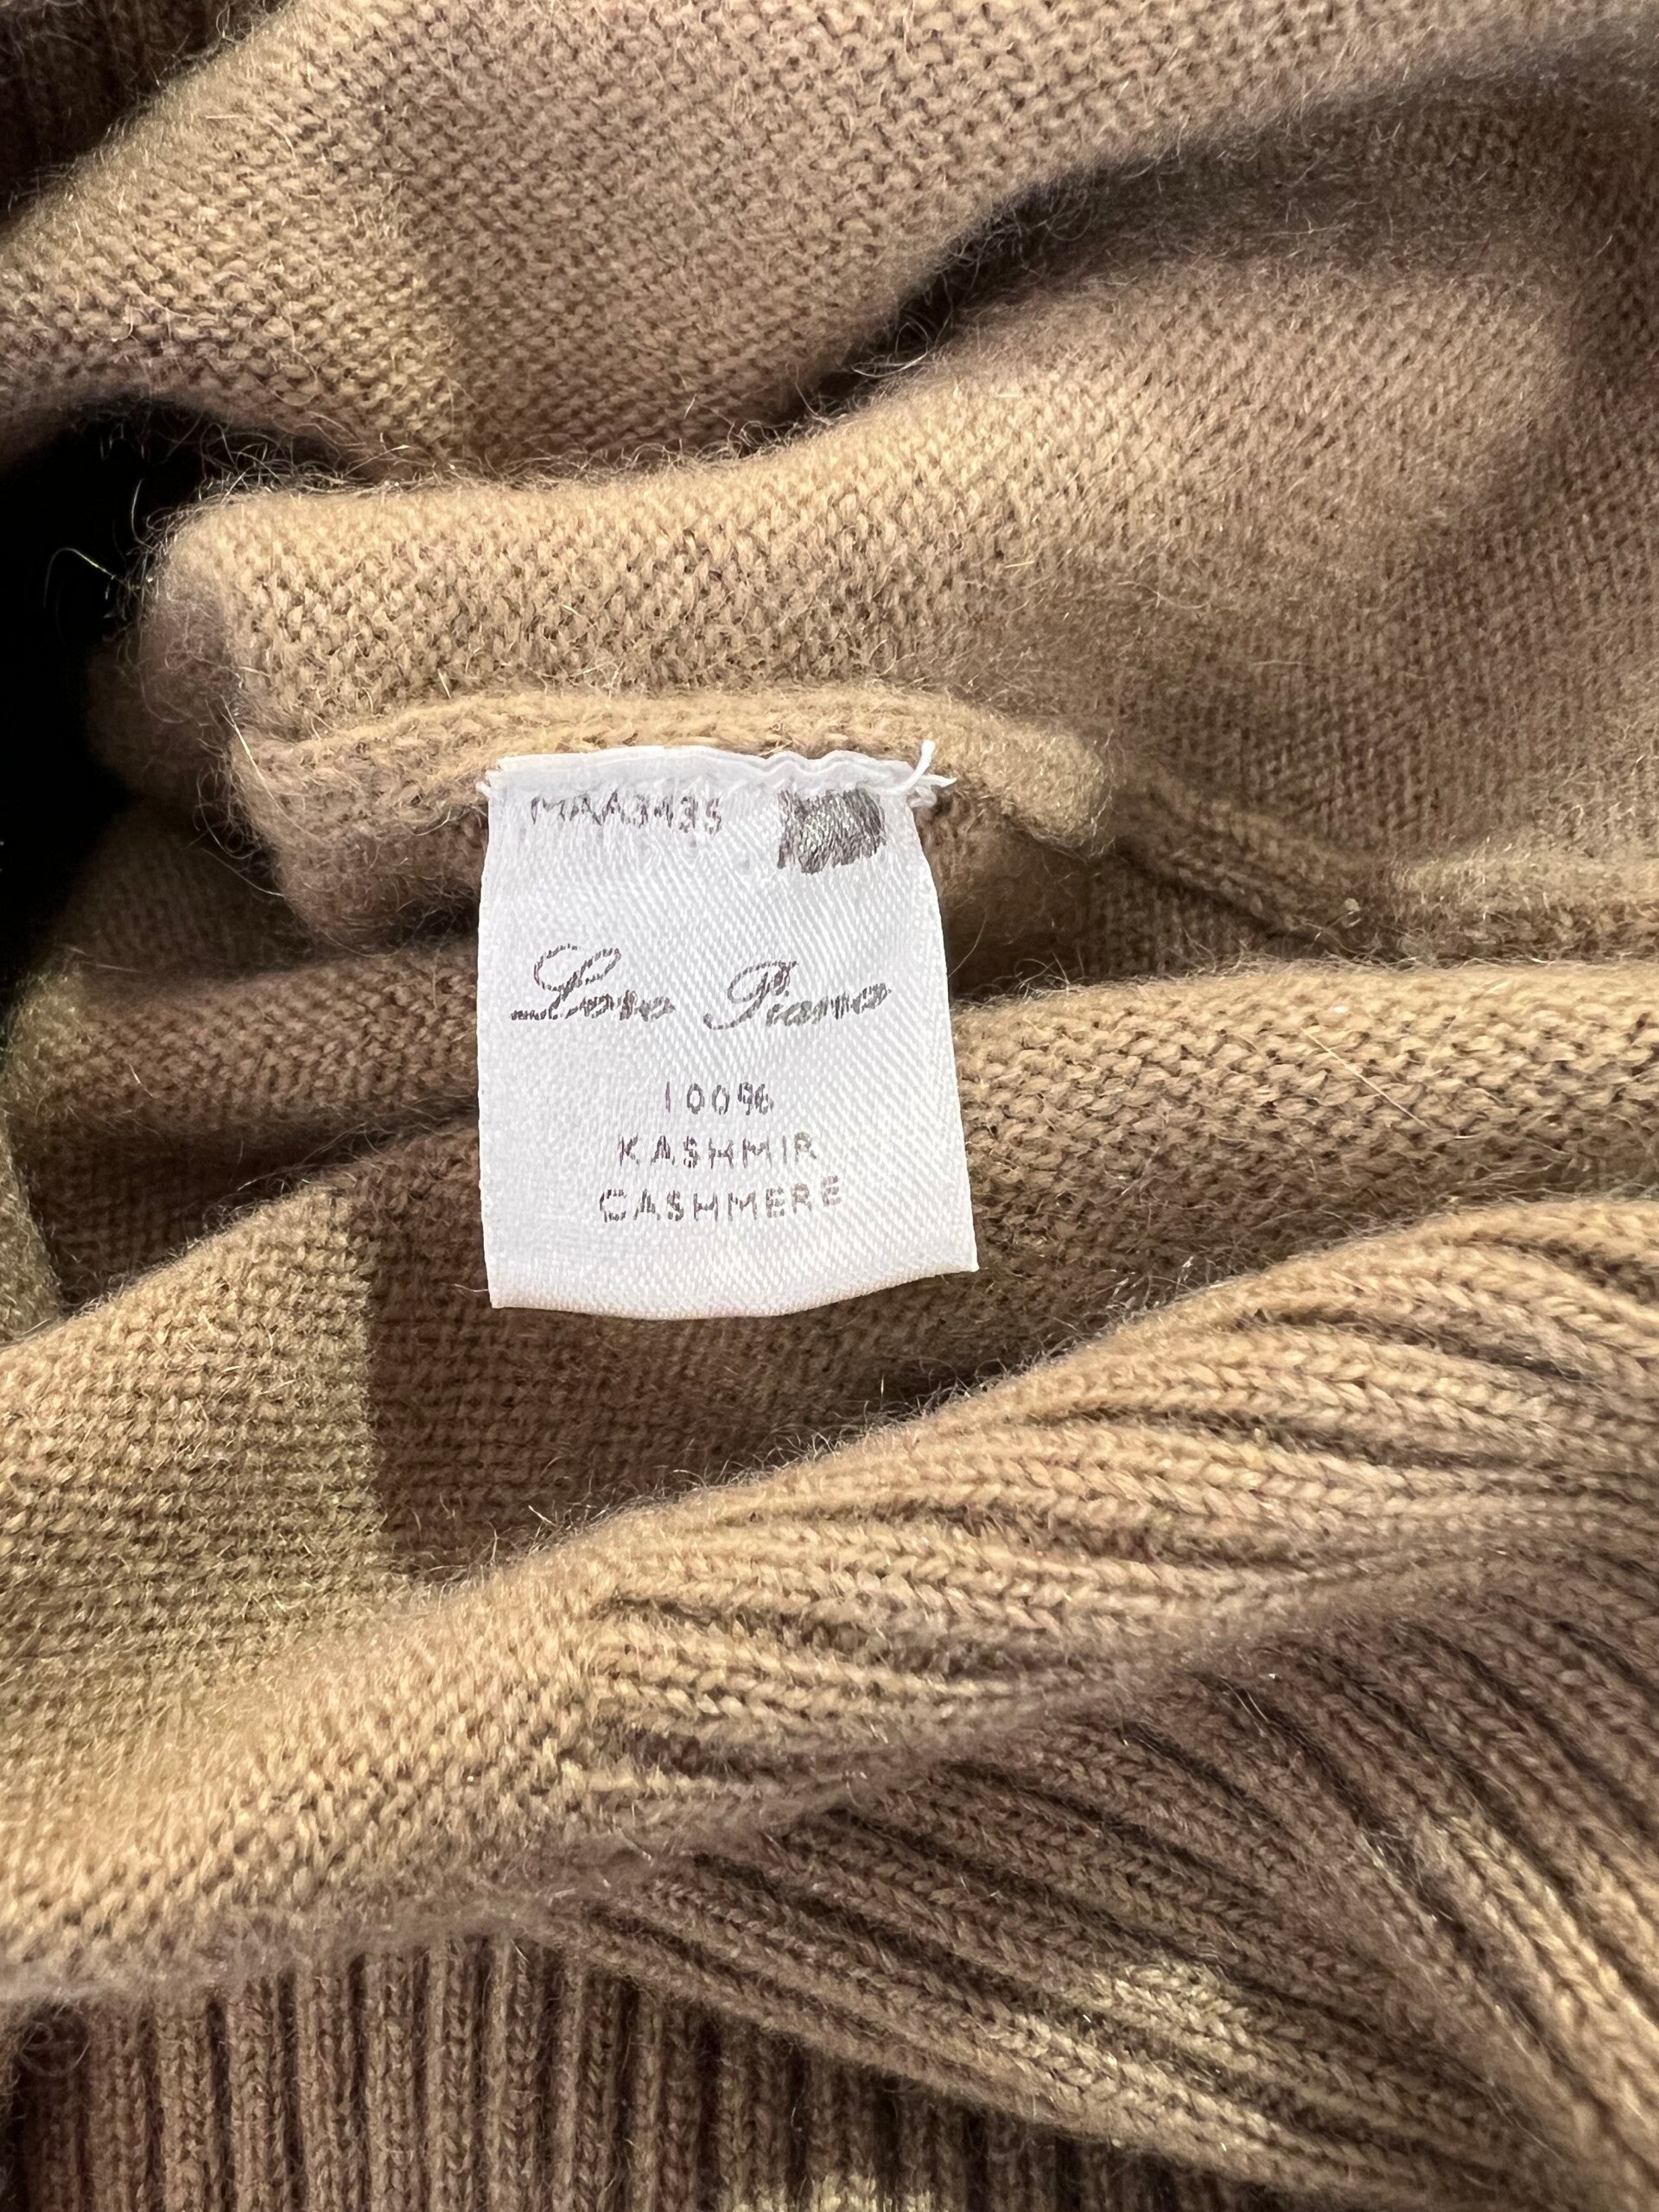 MAA3435
Loro Piana
100%
KASHMIR
CASHMERE